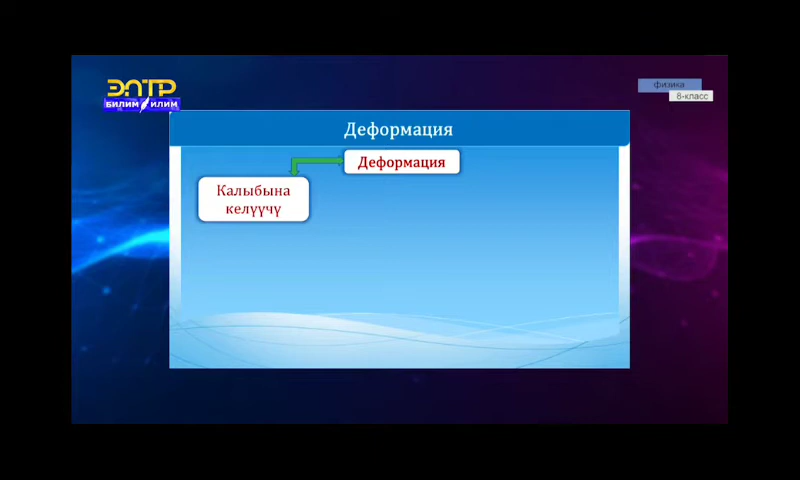 ЭЛТР
БИЛИМ ИЛИМ
Физика
8-класс
Деформация
Деформация
Калыбына
келүүчү